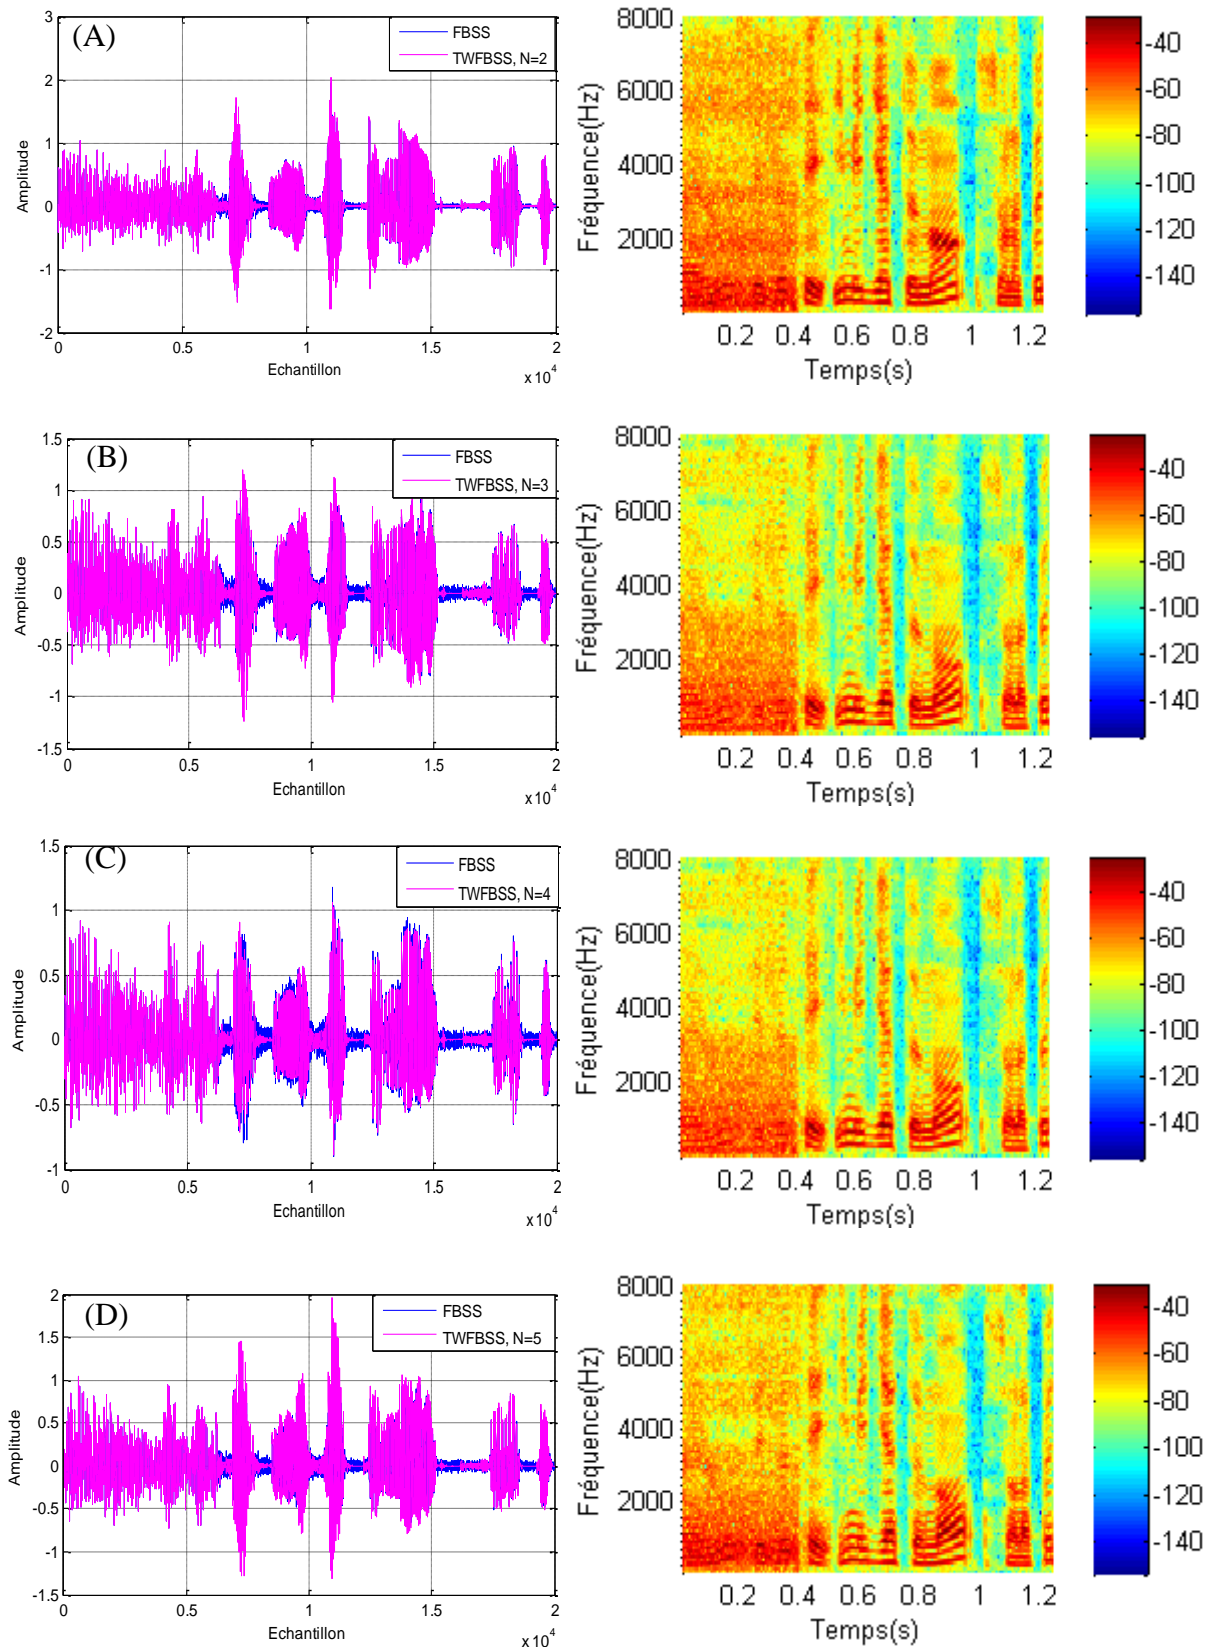 (A)
FBSS
TWFBSS, N=2
3
2
1
0
-1
-2
Amplitude
0
0.5
1
1.5
2
Echantillon
x 10^4
8000
6000
4000
2000
Fréquence(Hz)
0.2 0.4 0.6 0.8 1 1.2
Temps(s)
-40
-60
-80
-100
-120
-140
(B)
FBSS
TWFBSS, N=3
1.5
1
0.5
0
-0.5
-1
-1.5
Amplitude
0
0.5
1
1.5
2
Echantillon
x 10^4
8000
6000
4000
2000
Fréquence(Hz)
0.2 0.4 0.6 0.8 1 1.2
Temps(s)
-40
-60
-80
-100
-120
-140
(C)
FBSS
TWFBSS, N=4
1.5
1
0.5
0
-0.5
-1
Amplitude
0
0.5
1
1.5
2
Echantillon
x 10^4
8000
6000
4000
2000
Fréquence(Hz)
0.2 0.4 0.6 0.8 1 1.2
Temps(s)
-40
-60
-80
-100
-120
-140
(D)
FBSS
TWFBSS, N=5
2
1.5
1
0.5
0
-0.5
-1
-1.5
Amplitude
0
0.5
1
1.5
2
Echantillon
x 10^4
8000
6000
4000
2000
Fréquence(Hz)
0.2 0.4 0.6 0.8 1 1.2
Temps(s)
-40
-60
-80
-100
-120
-140